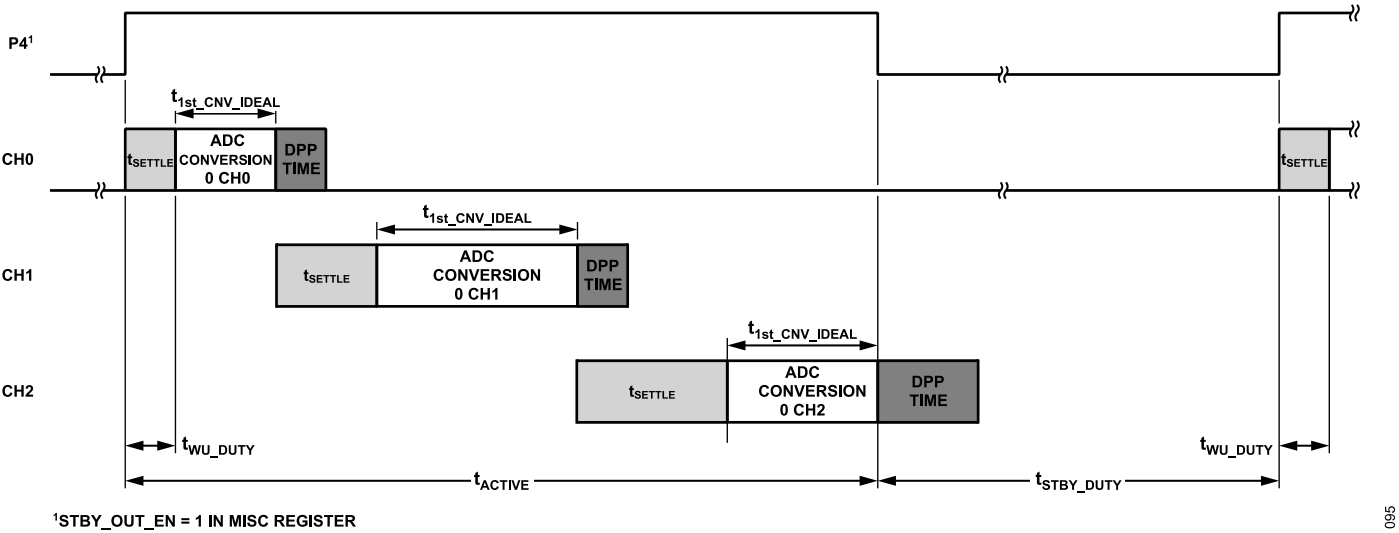 P4¹
t1st_CNV_IDEAL
CH0
tSETTLE
ADC
CONVERSION
0 CH0
DPP
TIME
tSETTLE
t1st_CNV_IDEAL
CH1
tSETTLE
ADC
CONVERSION
0 CH1
DPP
TIME
t1st_CNV_IDEAL
CH2
tSETTLE
ADC
CONVERSION
0 CH2
DPP
TIME
tWU_DUTY
tWU_DUTY
tACTIVE
tSTBY_DUTY
¹STBY_OUT_EN = 1 IN MISC REGISTER
095